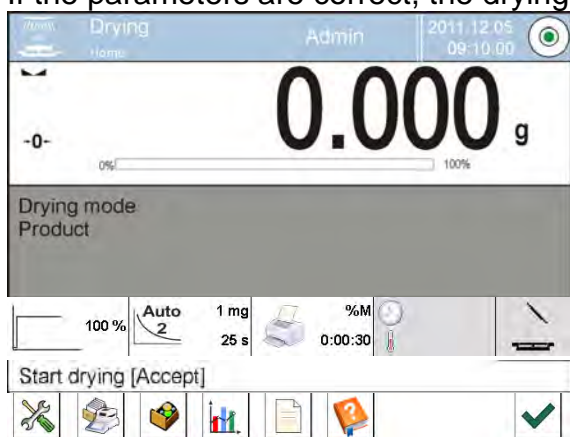 If the parameters are correct, the drying
Drying
Home
Admin
2011.12.05
09:10.00
0.000 g
-0-
0%
100%
Drying mode
Product
100 %
Auto
2
1 mg
25 s
%M
0:00:30
Start drying [Accept]